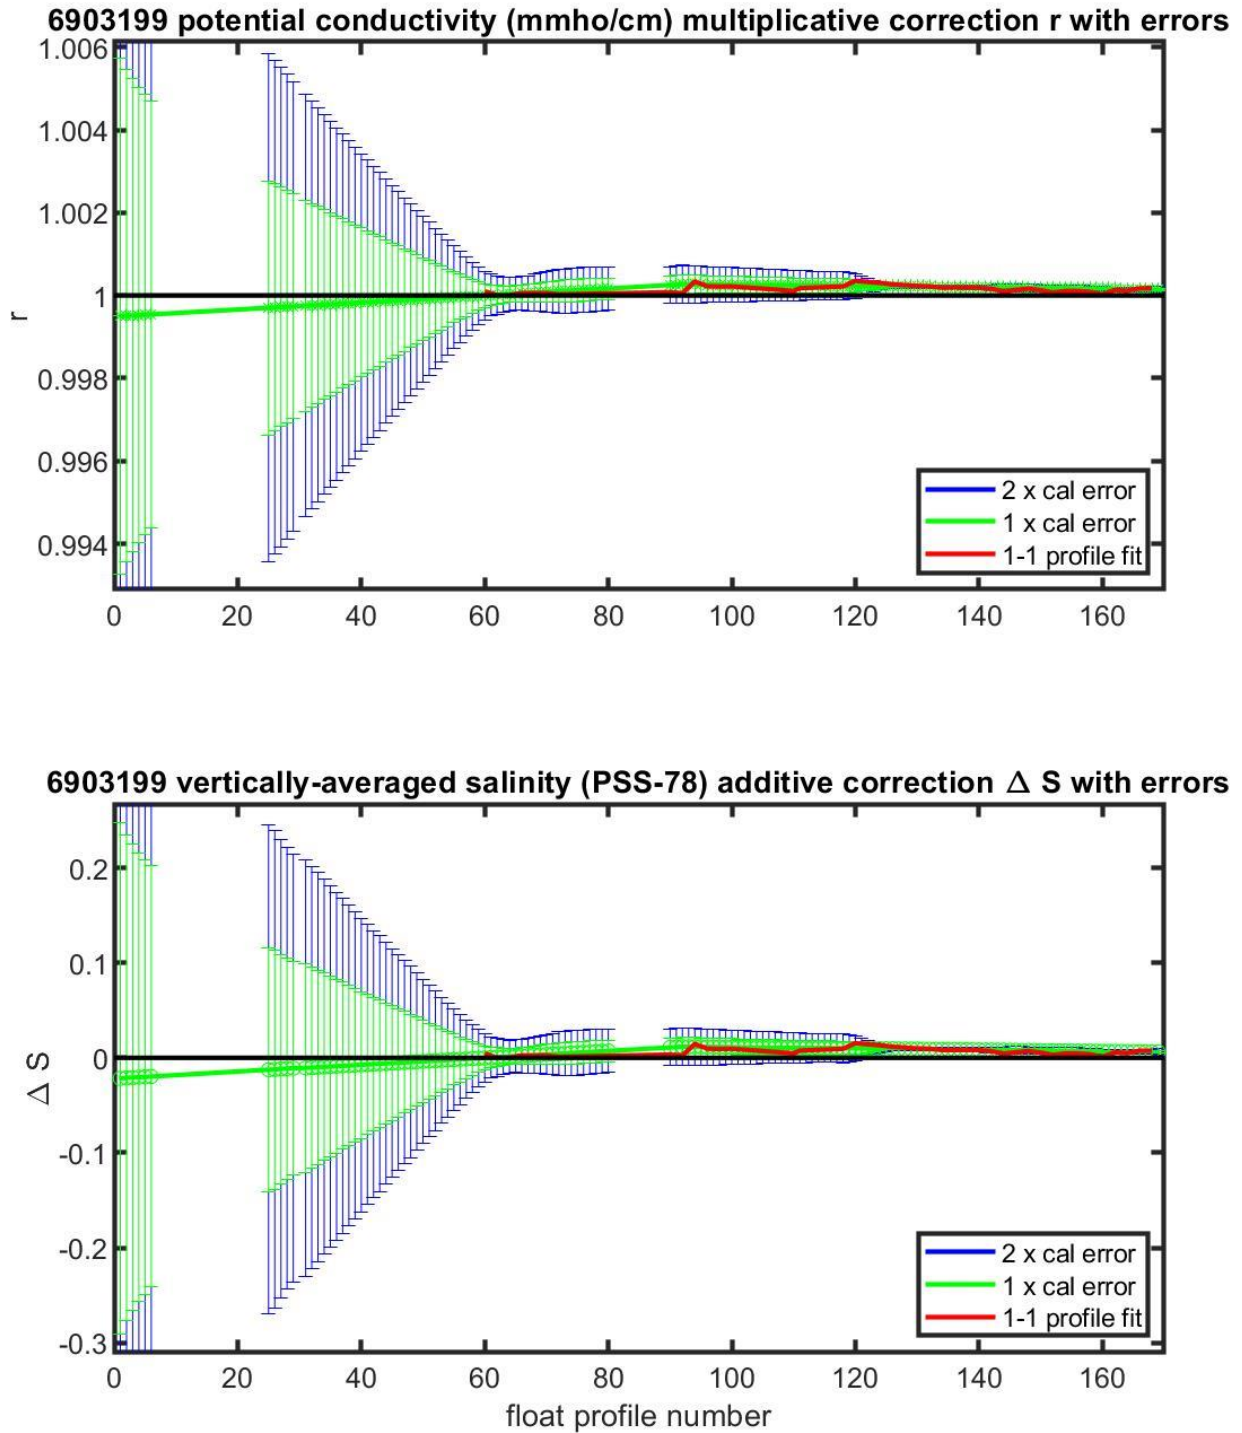 6903199 potential conductivity (mmho/cm) multiplicative correction r with errors
1.006
1.004
1.002
1
0.998
0.996
0.994
r
2 x cal error
1 x cal error
1-1 profile fit
0 20 40 60 80 100 120 140 160
6903199 vertically-averaged salinity (PSS-78) additive correction Δ S with errors
0.2
0.1
0
-0.1
-0.2
-0.3
Δ S
2 x cal error
1 x cal error
1-1 profile fit
0 20 40 60 80 100 120 140 160
float profile number